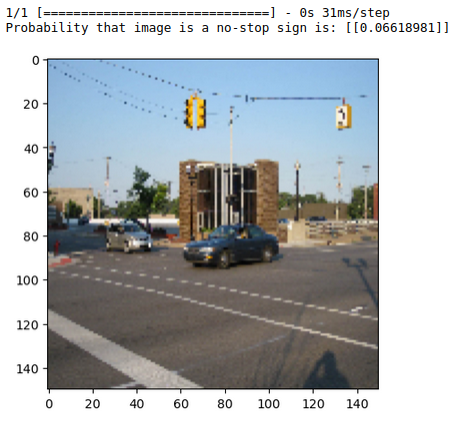 1/1 [==============================] - 0s 31ms/step
Probability that image is a no-stop sign is: [[0.06618981]]
0
20
40
60
80
100
120
140
0 20 40 60 80 100 120 140